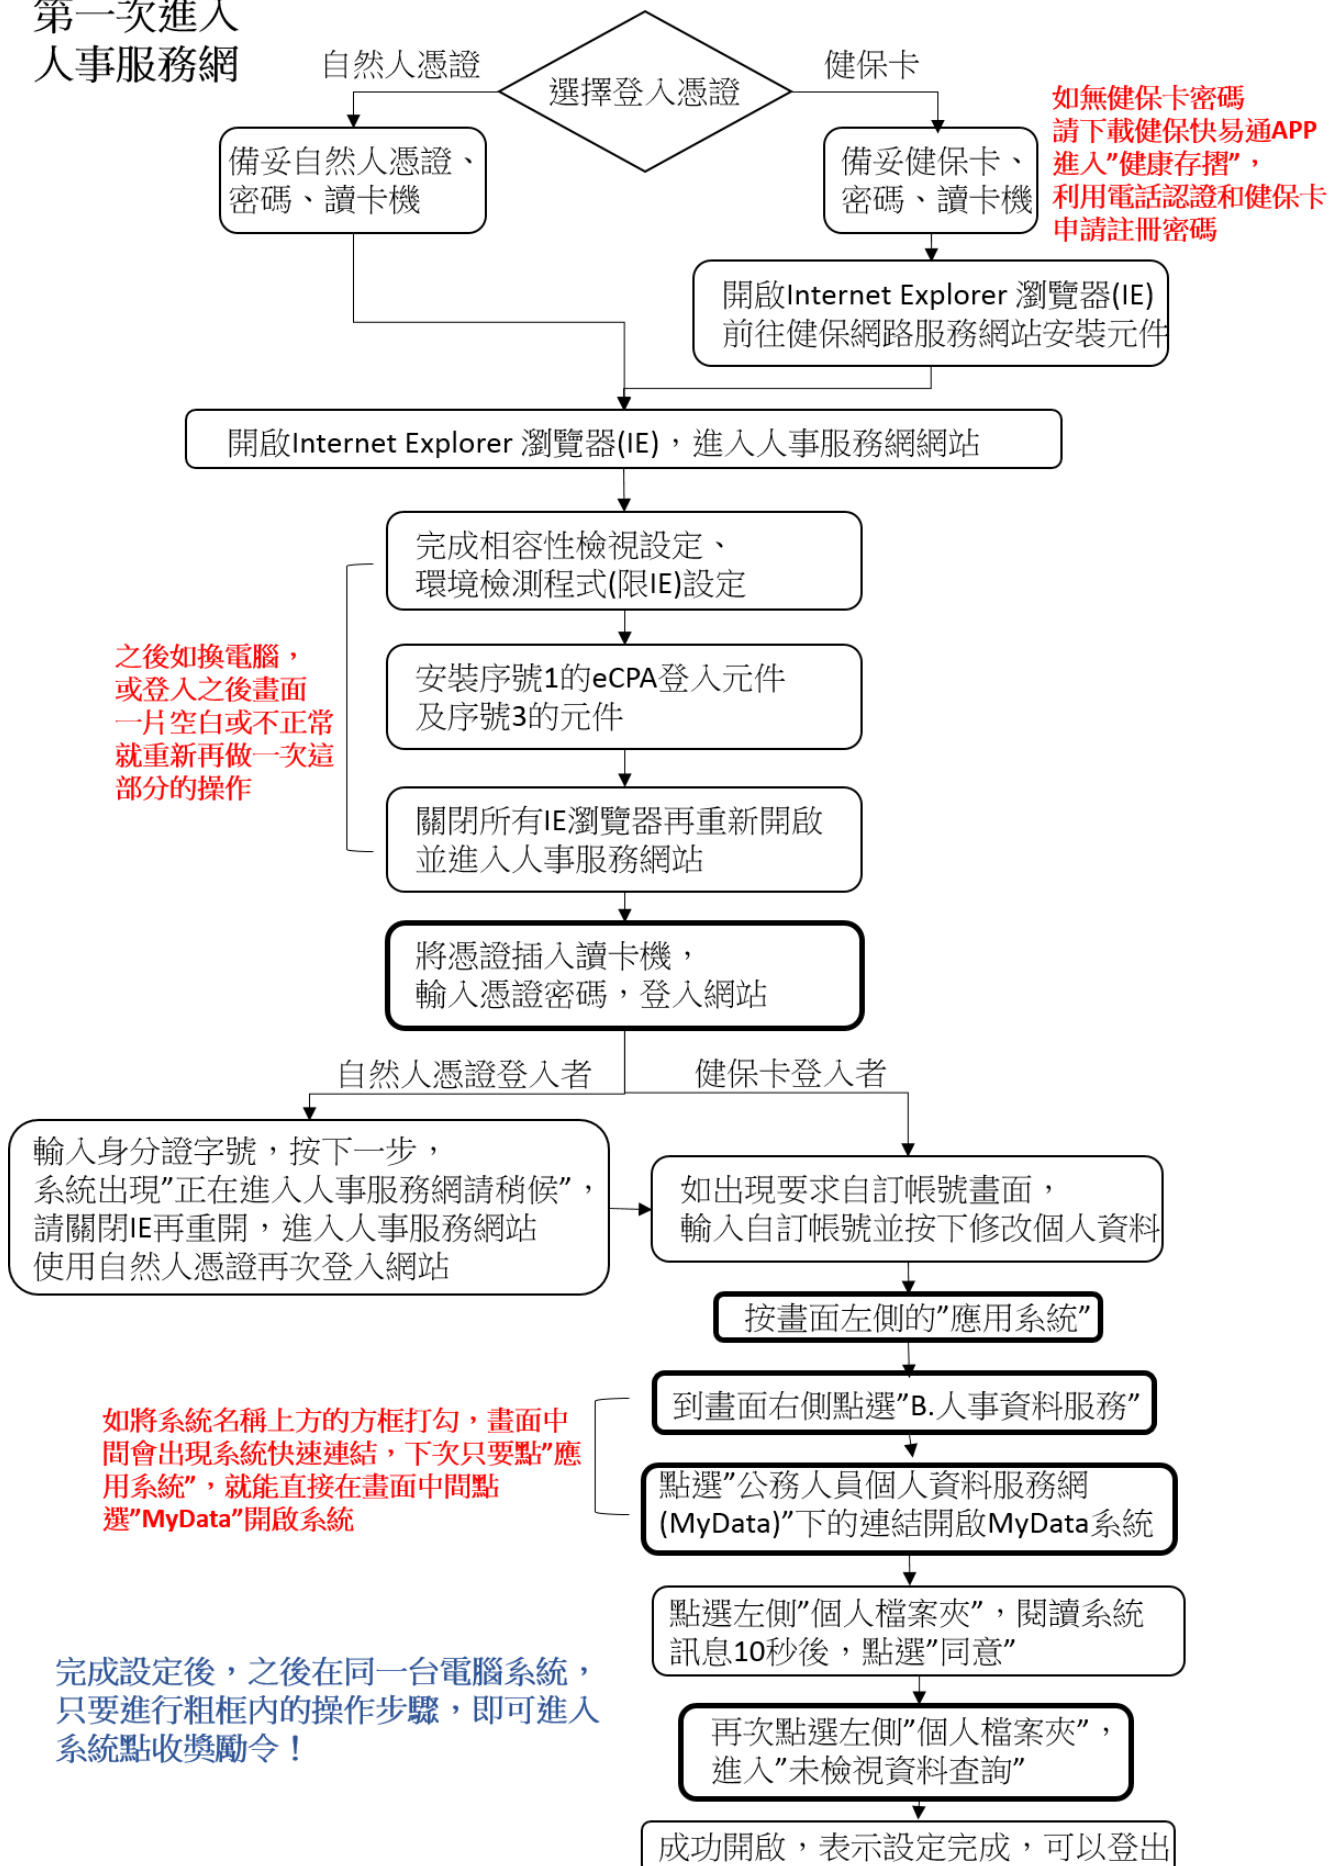 第一次進入
人事服務網
自然人憑證
選擇登入憑證
健保卡
如無健保卡密碼
請下載健保快易通APP
進入”健康存摺”，
利用電話認證和健保卡
申請註冊密碼
備妥自然人憑證、
密碼、讀卡機
備妥健保卡、
密碼、讀卡機
開啟Internet Explorer 瀏覽器(IE)
前往健保網路服務網站安裝元件
開啟Internet Explorer 瀏覽器(IE)，進入人事服務網網站
完成相容性檢視設定、
環境檢測程式(限IE)設定
之後如換電腦，
或登入之後畫面
一片空白或不正常
就重新再做一次這
部分的操作
安裝序號1的eCPA登入元件
及序號3的元件
關閉所有IE瀏覽器再重新開啟
並進入人事服務網站
將憑證插入讀卡機，
輸入憑證密碼，登入網站
自然人憑證登入者
健保卡登入者
輸入身分證字號，按下一步，
系統出現”正在進入人事服務網請稍候”，
請關閉IE再重開，進入人事服務網站
使用自然人憑證再次登入網站
如出現要求自訂帳號畫面，
輸入自訂帳號並按下修改個人資料
按畫面左側的”應用系統”
到畫面右側點選”B.人事資料服務”
如將系統名稱上方的方框打勾，畫面中
間會出現系統快速連結，下次只要點”應
用系統”，就能直接在畫面中間點
選”MyData”開啟系統
點選”公務人員個人資料服務網
(MyData)”下的連結開啟MyData系統
點選左側”個人檔案夾”，閱讀系統
訊息10秒後，點選”同意”
完成設定後，之後在同一台電腦系統，
只要進行粗框內的操作步驟，即可進入
系統點收獎勵令！
再次點選左側”個人檔案夾”，
進入”未檢視資料查詢”
成功開啟，表示設定完成，可以登出